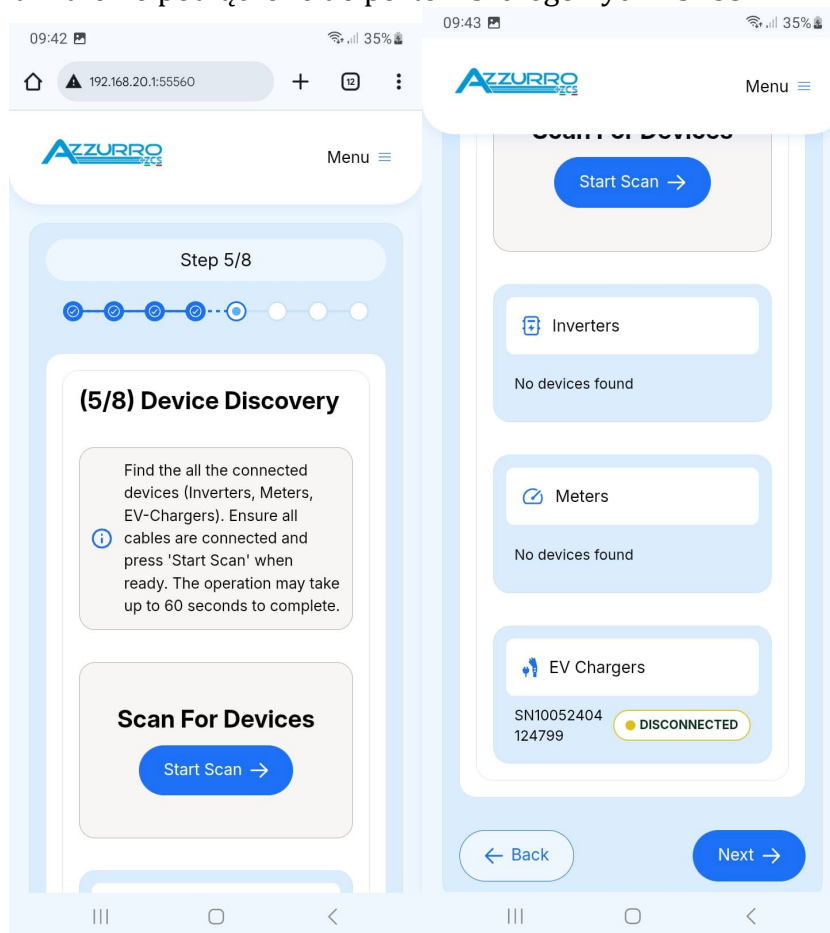 09:42 35%
192.168.20.1:55560 12
AZZURRO
ZCS
Menu
Step 5/8
(5/8) Device Discovery
Find the all the connected
devices (Inverters, Meters,
EV-Chargers). Ensure all
cables are connected and
press 'Start Scan' when
ready. The operation may take
up to 60 seconds to complete.
Scan For Devices
Start Scan →
09:43 35%
AZZURRO
ZCS
Menu
Scan For Devices
Start Scan →
Inverters
No devices found
Meters
No devices found
EV Chargers
SN10052404
124799
DISCONNECTED
← Back
Next →